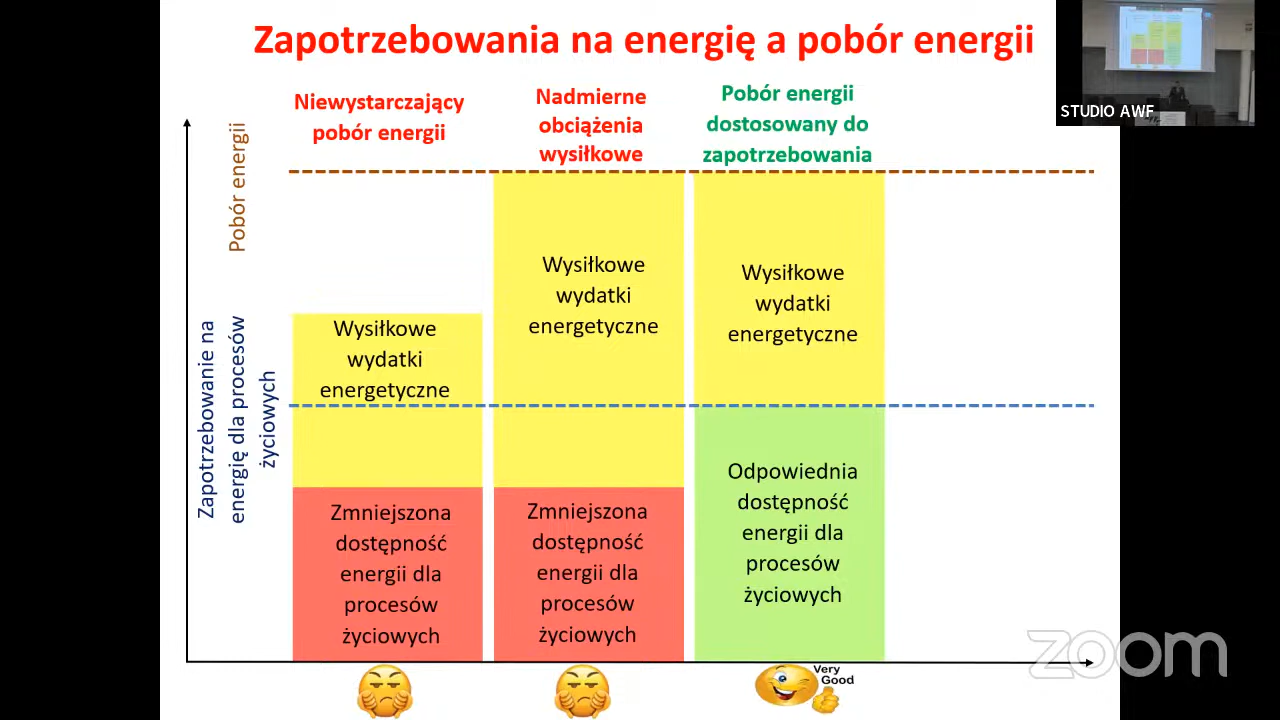 Zapotrzebowania na energię a pobór energii
STUDIO AWF
Niewystarczający
pobór energii
Nadmierne
obciążenia
wysiłkowe
Pobór energii
dostosowany do
zapotrzebowania
Pobór energii
Zapotrzebowanie na
energię dla procesów
życiowych
Wysiłkowe
wydatki
energetyczne
Zmniejszona
dostępność
energii dla
procesów
życiowych
Wysiłkowe
wydatki
energetyczne
Zmniejszona
dostępność
energii dla
procesów
życiowych
Wysiłkowe
wydatki
energetyczne
Odpowiednia
dostępność
energii dla
procesów
życiowych
Very
Good
zoom